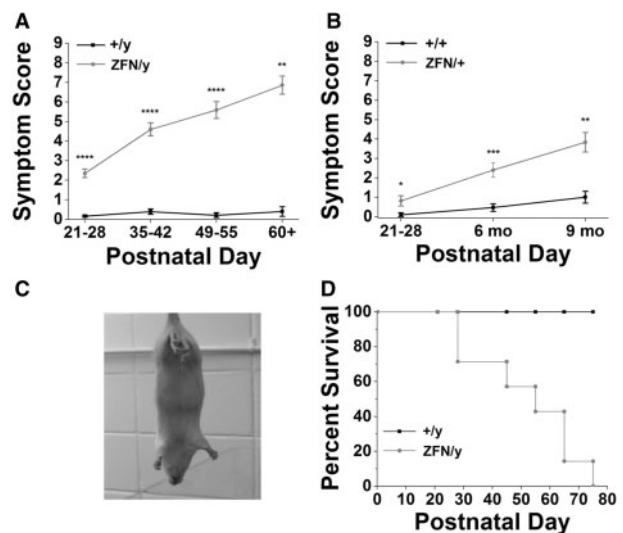 A
+/y
ZFN/y
Symptom Score
9
8
7
6
5
4
3
2
1
0
****
****
****
**
21-28 35-42 49-55 60+
Postnatal Day
B
+/+
ZFN/+
Symptom Score
9
8
7
6
5
4
3
2
1
0
*
***
**
21-28 6 mo 9 mo
Postnatal Day
C
D
Percent Survival
100
80
60
40
20
0
+/y
ZFN/y
0 10 20 30 40 50 60 70 80
Postnatal Day